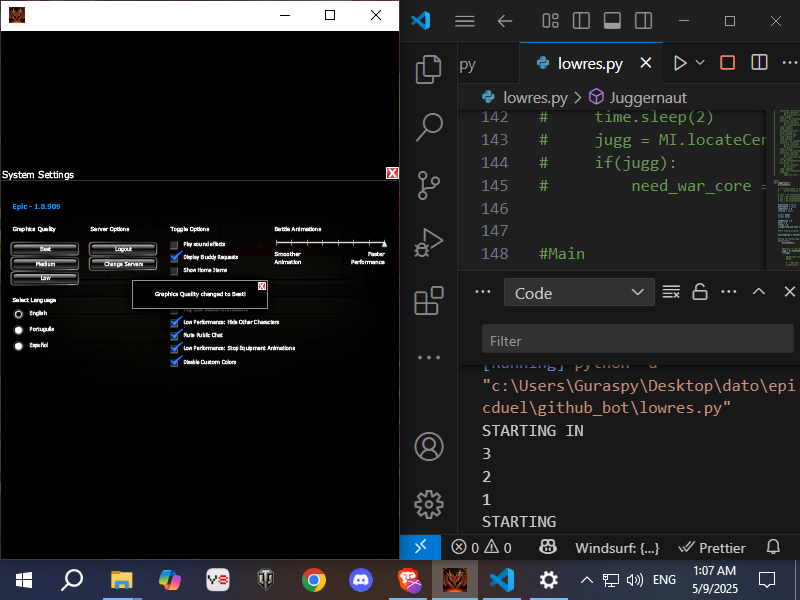 System Settings
Epic - 1.8.909
Graphics Quality
Best
Medium
Low
Server Options
Logout
Change Servers
Toggle Options
Play sound effects
Display Buddy Requests
Show Home Items
Battle Animations
Smoother Animation
Faster Performance
Graphics Quality changed to Best!
Low Performance: Hide Other Characters
Mute Public Chat
Low Performance: Stop Equipment Animations
Disable Custom Colors
Select Language
English
Português
Español
py
lowres.py
lowres.py > Juggernaut
142 # time.sleep(2)
143 # jugg = MI.locateCen
144 # if(jugg):
145 # need_war_core =
146
147
148 #Main
Code
Filter
[Running] python -u
"c:\Users\Guraspy\Desktop\dato\epi
cduel\github_bot\lowres.py"
STARTING IN
3
2
1
STARTING
0 0 Windsurf: {...} Prettier
ENG
1:07 AM
5/9/2025